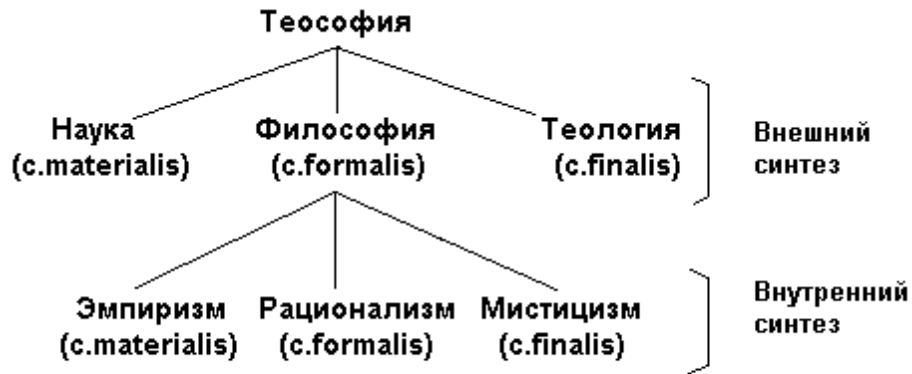 Теософия
Наука Философия Теология
(c.materialis) (c.formalis) (c.finalis)
Внешний
синтез
Эмпиризм Рационализм Мистицизм
(c.materialis) (c.formalis) (c.finalis)
Внутренний
синтез